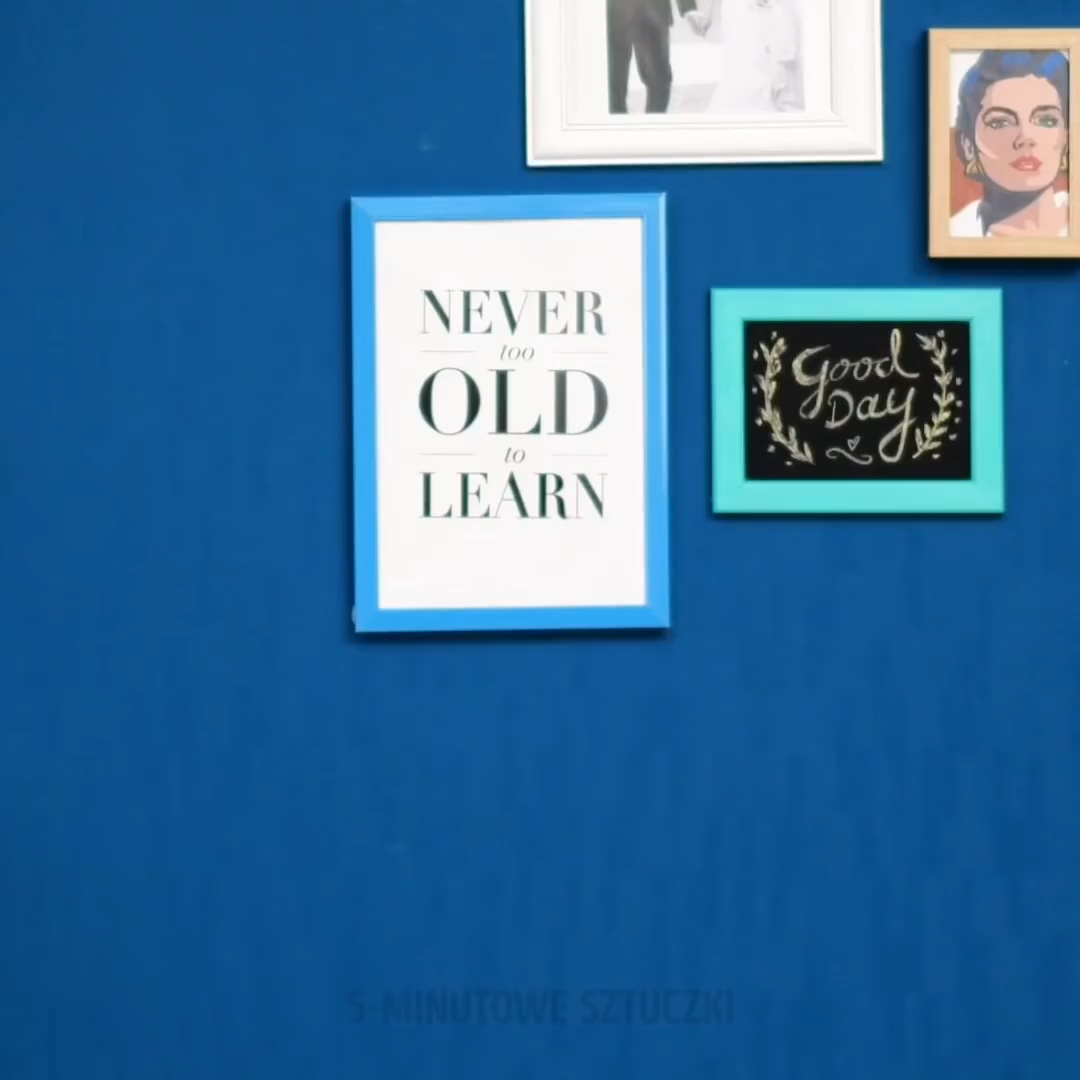 NEVER
too
OLD
to
LEARN
Good
Day
5-MINUTOWE SZTUCZKI